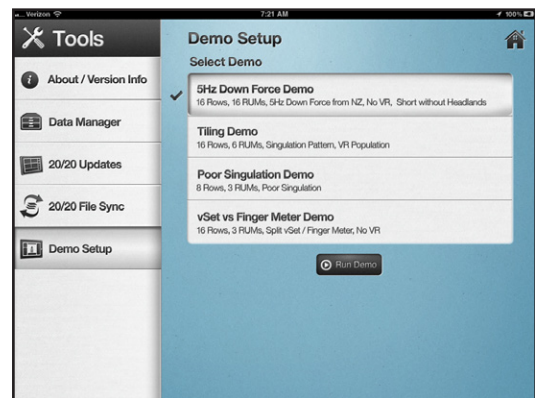 Verizon
7:21 AM
100%
Tools
About / Version Info
Data Manager
20/20 Updates
20/20 File Sync
Demo Setup
Demo Setup
Select Demo
5Hz Down Force Demo
16 Rows, 16 RUMs, 5Hz Down Force from NZ, No VR, Short without Headlands
Tiling Demo
16 Rows, 6 RUMs, Singulation Pattern, VR Population
Poor Singulation Demo
8 Rows, 3 RUMs, Poor Singulation
vSet vs Finger Meter Demo
16 Rows, 3 RUMs, Split vSet / Finger Meter, No VR
Run Demo